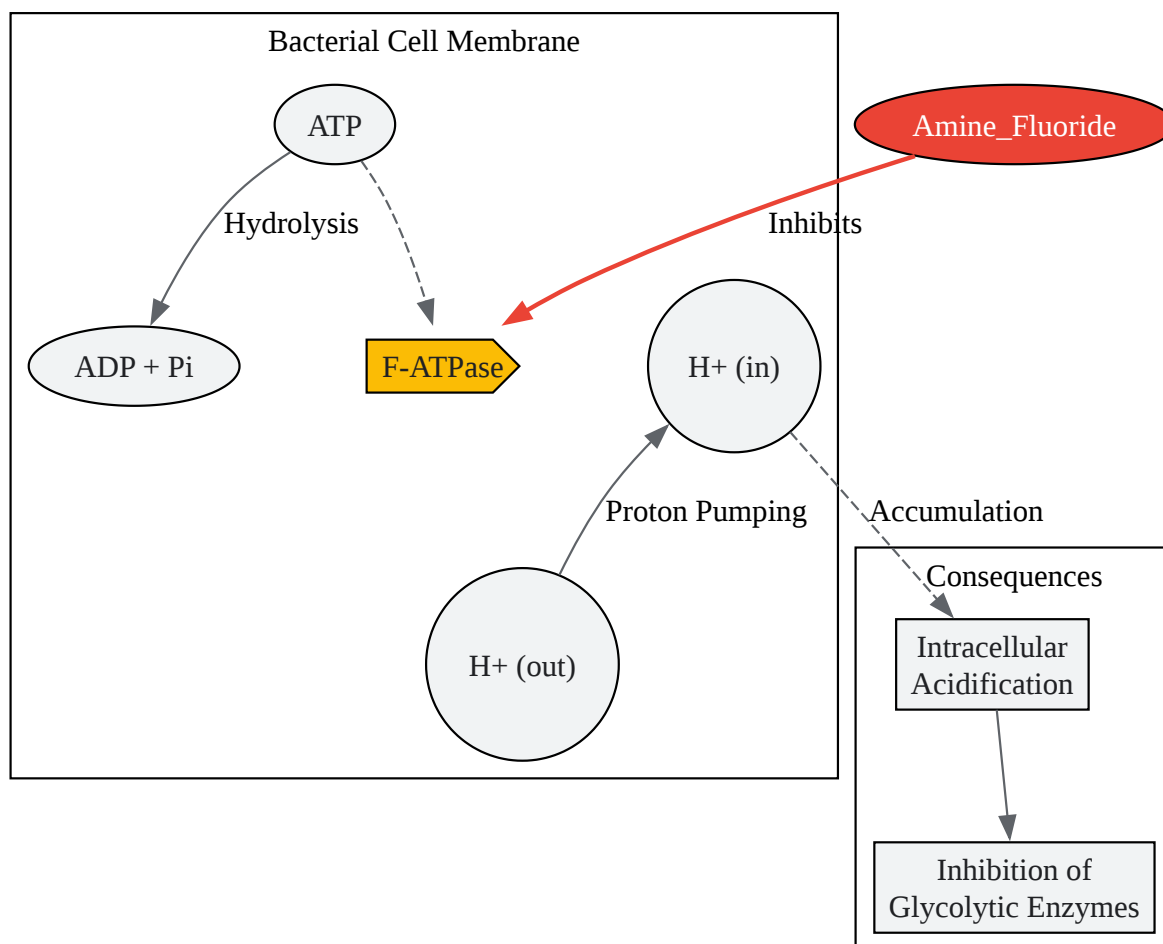 Bacterial Cell Membrane
ATP
Amine_Fluoride
Hydrolysis
Inhibits
ADP + Pi
F-ATPase
H+ (in)
Proton Pumping
Accumulation
H+ (out)
Consequences
Intracellular
Acidification
Inhibition of
Glycolytic Enzymes